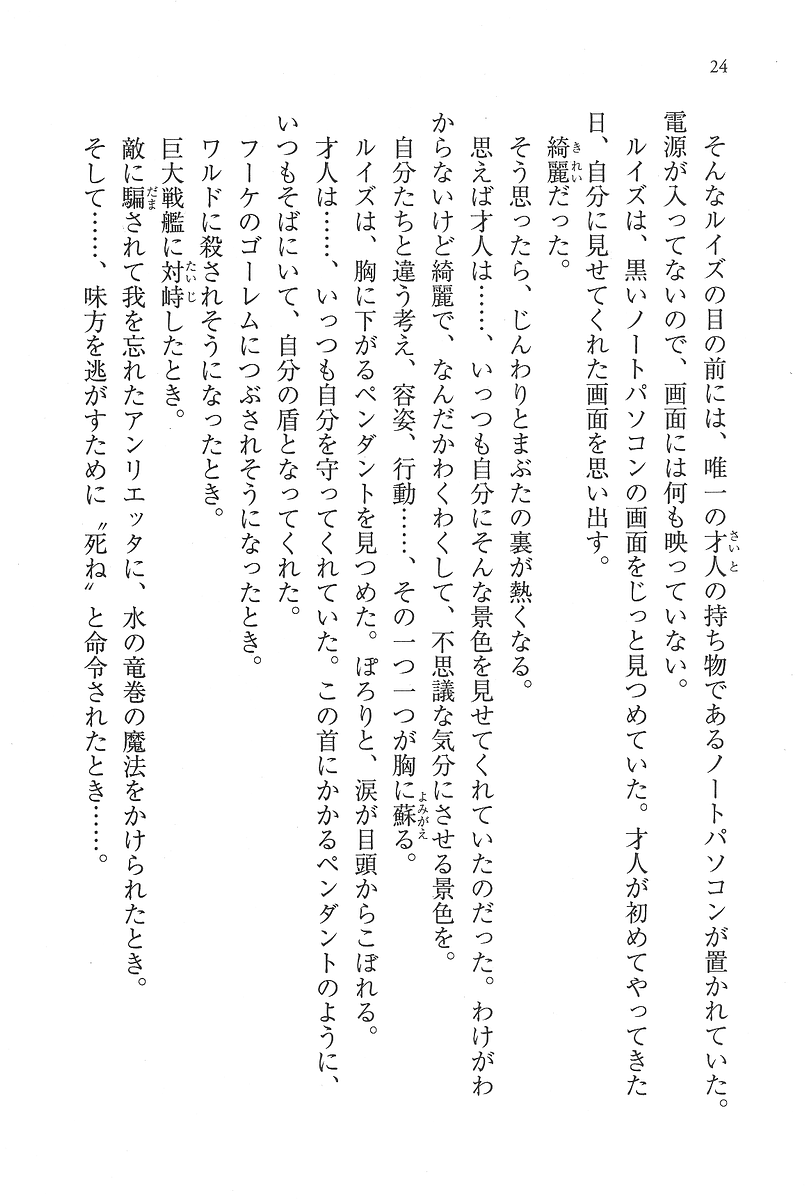 24
そんなルイズの目の前には、唯一の才人の持ち物であるノートパソコンが置かれていた。
電源が入ってないので、画面には何も映っていない。
ルイズは、黒いノートパソコンの画面をじっと見つめていた。才人が初めてやってきた
日、自分に見せてくれた画面を思い出す。
綺麗だった。
そう思ったら、じんわりとまぶたの裏が熱くなる。
思えば才人は……、いっつも自分にそんな景色を見せてくれていたのだった。わけがわ
からないけど綺麗で、なんだかわくわくして、不思議な気分にさせる景色を。
自分たちと違う考え、容姿、行動……、その一つ一つが胸に蘇る。
ルイズは、胸に下がるペンダントを見つめた。ぽろりと、涙が目頭からこぼれる。
才人は……、いっつも自分を守ってくれていた。この首にかかるペンダントのように、
いつもそばにいて、自分の盾となってくれた。
フーケのゴーレムにつぶされそうになったとき。
ワルドに殺されそうになったとき。
巨大戦艦に対峙したとき。
敵に騙されて我を忘れたアンリエッタに、水の竜巻の魔法をかけられたとき。
そして……、味方を逃がすために〝死ね〟と命令されたとき……。